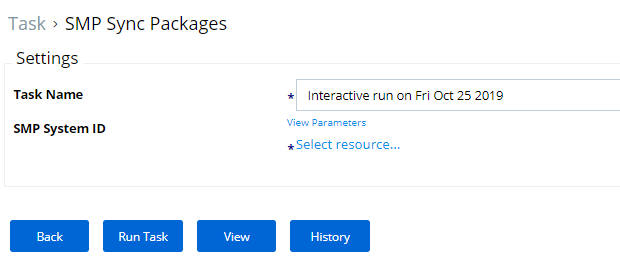 Task > SMP Sync Packages
Settings
Task Name * Interactive run on Fri Oct 25 2019
SMP System ID View Parameters
* Select resource...
Back Run Task View History